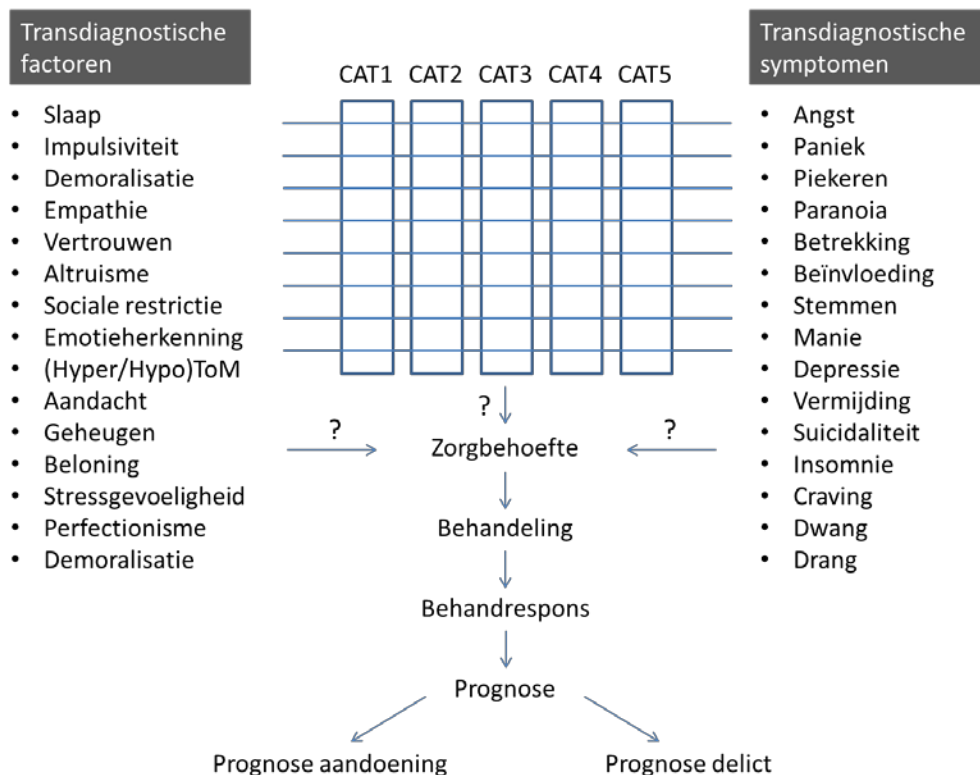 Transdiagnostische
factoren
• Slaap
• Impulsiviteit
• Demoralisatie
• Empathie
• Vertrouwen
• Altruisme
• Sociale restrictie
• Emotieherkenning
• (Hyper/Hypo)ToM
• Aandacht
• Geheugen
• Beloning
• Stressgevoeligheid
• Perfectionisme
• Demoralisatie
CAT1 CAT2 CAT3 CAT4 CAT5
?
? Zorgbehoefte ?
Behandeling
Behandrespons
Prognose
Prognose aandoening Prognose delict
Transdiagnostische
symptomen
• Angst
• Paniek
• Piekeren
• Paranoia
• Betrekking
• Beïnvloeding
• Stemmen
• Manie
• Depressie
• Vermijding
• Suicidaliteit
• Insomnie
• Craving
• Dwang
• Drang